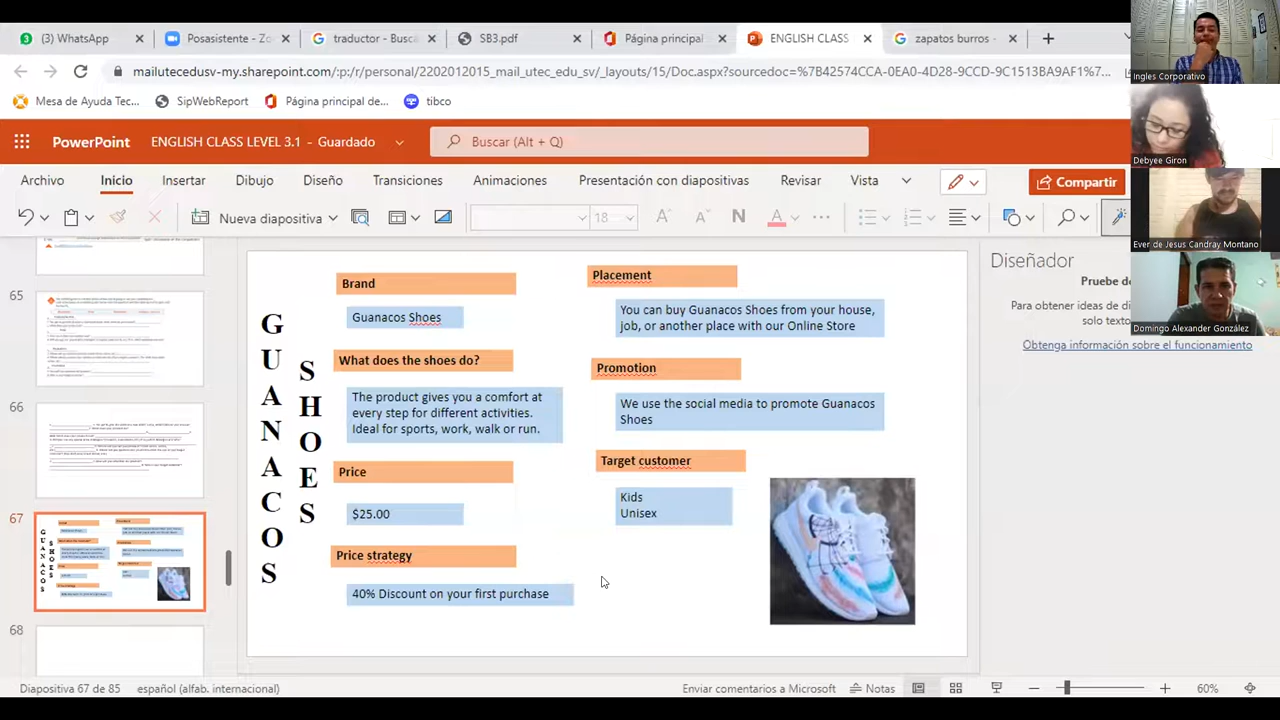 (3) WhatsApp
Posasistente - Zo
traductor - Busca
SBEF
Página principal
ENGLISH CLASS
zapatos burros -
mailutecedusv-my.sharepoint.com/:p:/r/personal/2202012015_mail_utec_edu_sv/_layouts/15/Doc.aspx?sourcedoc=%7B42574CCA-0EA0-4D28-9CCD-9C1513BA9AF1%7...
Mesa de Ayuda Tec...
SipWebReport
Página principal de...
tibco
PowerPoint
ENGLISH CLASS LEVEL 3.1 - Guardado
Buscar (Alt + Q)
Archivo
Inicio
Insertar
Dibujo
Diseño
Transiciones
Animaciones
Presentación con diapositivas
Revisar
Vista
Compartir
Nueva diapositiva
18
N
A
65
66
67
68
GUANACOS
SHOES
Brand
Guanacos Shoes
What does the shoes do?
The product gives you a comfort at
every step for different activities.
Ideal for sports, work, walk or run.
Price
$25.00
Price strategy
40% Discount on your first purchase
Placement
You can buy Guanacos Shoes from your house,
job, or another place with our Online Store
Promotion
We use the social media to promote Guanacos
Shoes
Target customer
Kids
Unisex
Diseñador
Pruebe de
Para obtener ideas de di
solo texto
Obtenga información sobre el funcionamiento
Ingles Corporativo
Debyee Giron
Ever de Jesus Candray Montano
Domingo Alexander González
Diapositiva 67 de 85
español (alfab. internacional)
Enviar comentarios a Microsoft
Notas
60%